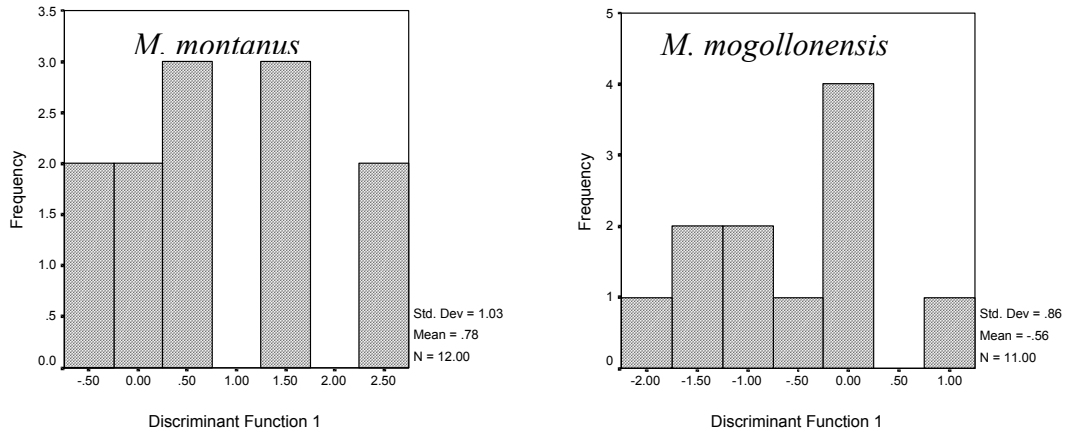 M. montanus
3.5
3.0
2.5
2.0
1.5
1.0
.5
0.0
Frequency
-.50 0.00 .50 1.00 1.50 2.00 2.50
Discriminant Function 1
Std. Dev = 1.03
Mean = .78
N = 12.00
M. mogollonensis
5
4
3
2
1
0
Frequency
-2.00 -1.50 -1.00 -.50 0.00 .50 1.00
Discriminant Function 1
Std. Dev = .86
Mean = -.56
N = 11.00